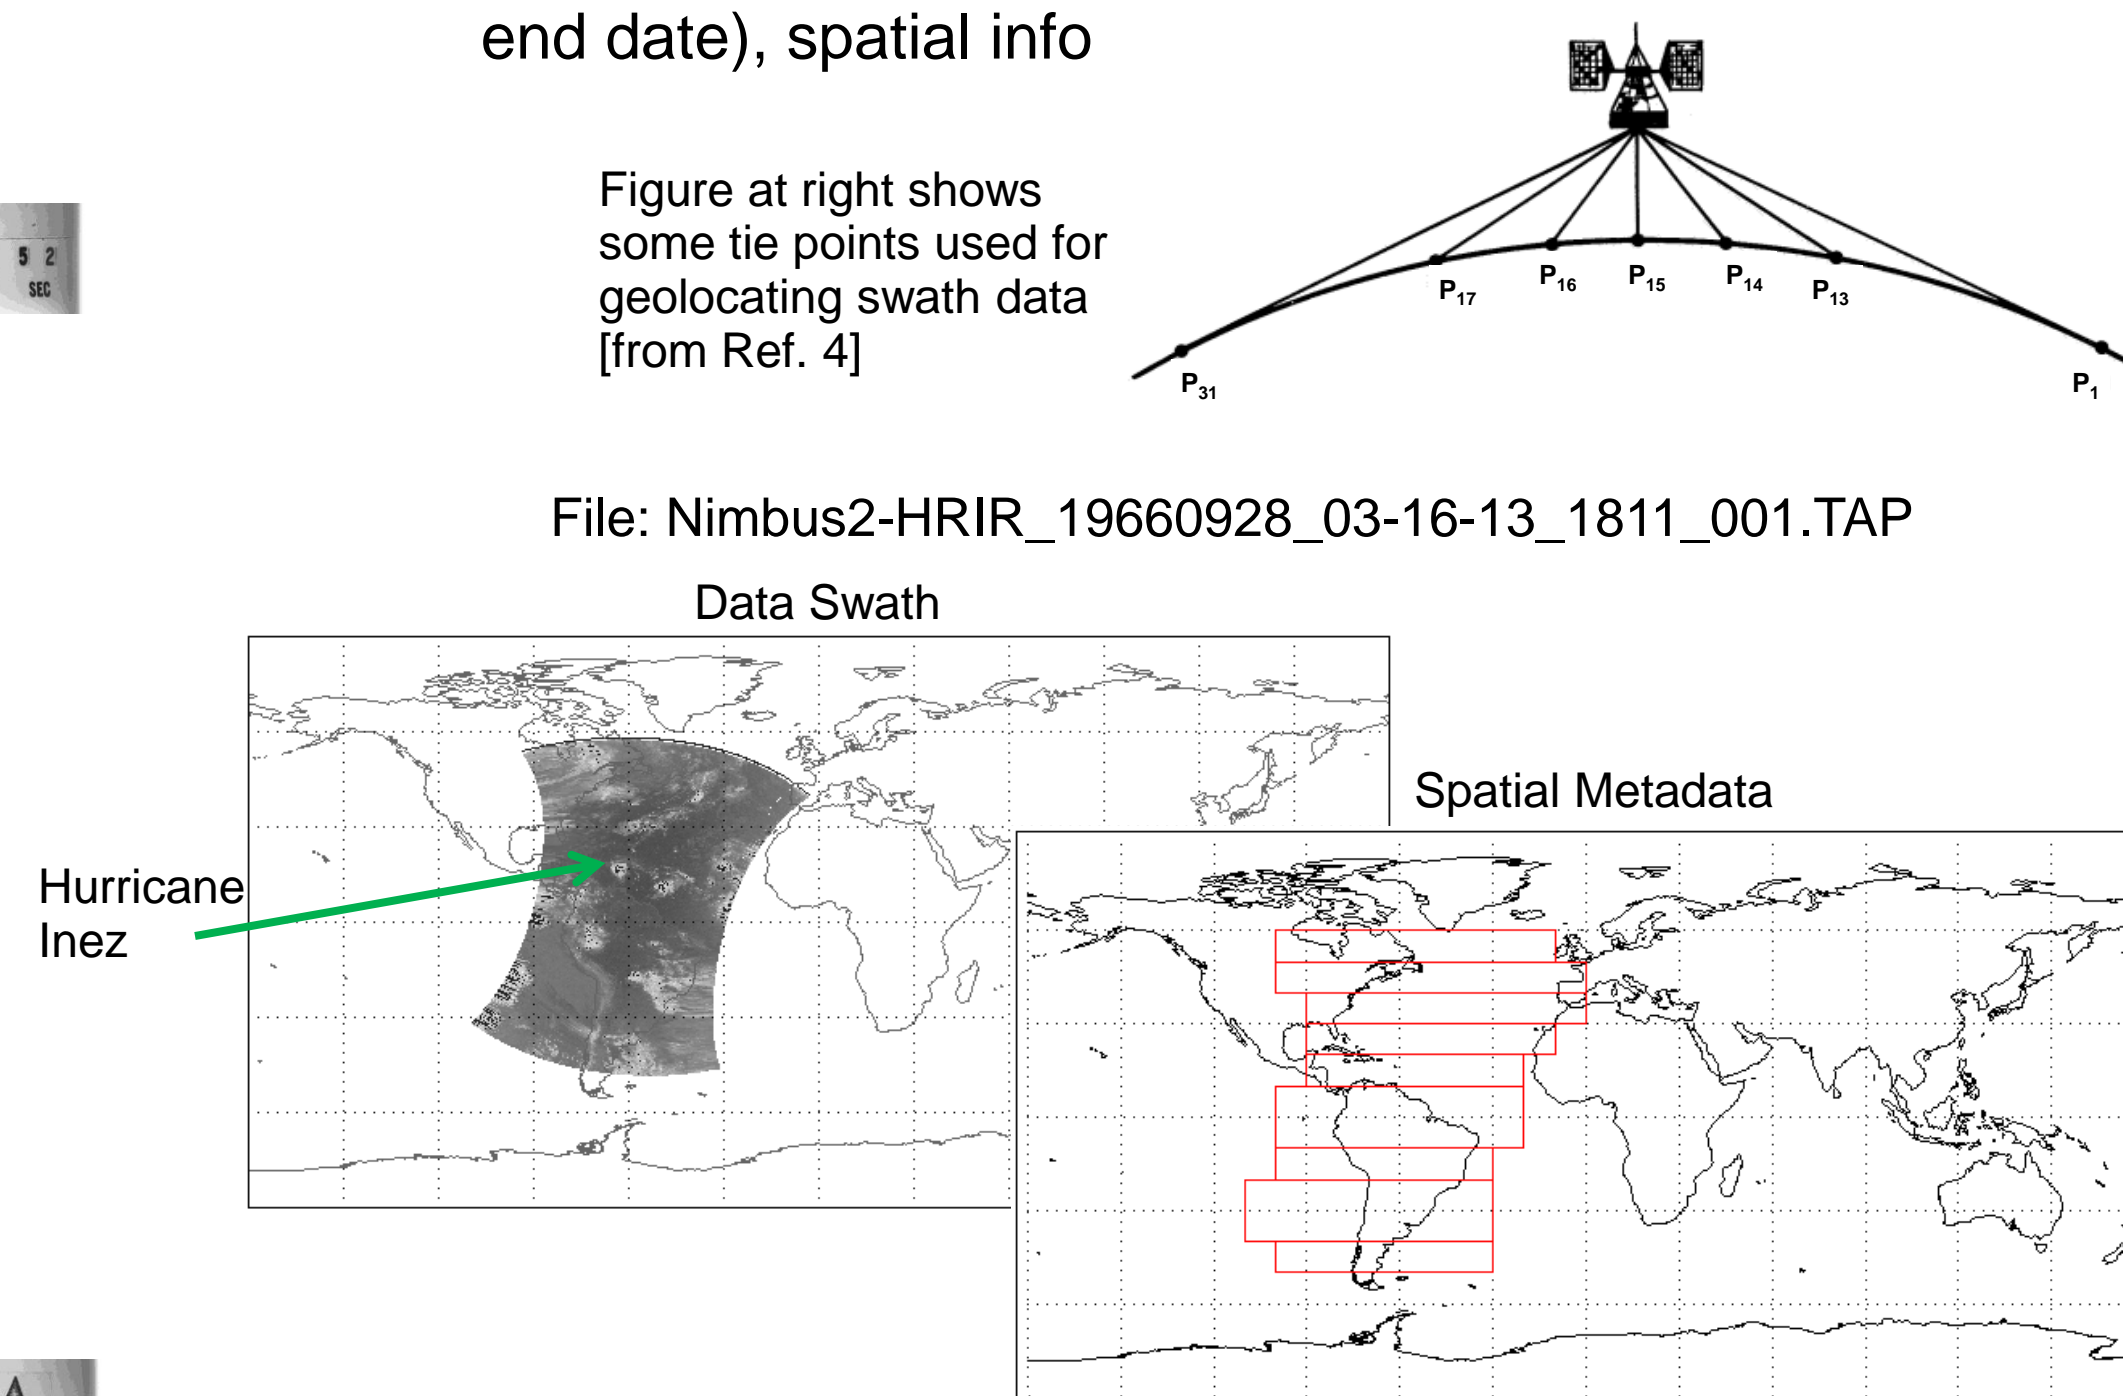 end date), spatial info
5 2
SEC
Figure at right shows
some tie points used for
geolocating swath data
[from Ref. 4]
P17
P16
P15
P14
P13
P31
P1
File: Nimbus2-HRIR_19660928_03-16-13_1811_001.TAP
Data Swath
Spatial Metadata
Hurricane
Inez